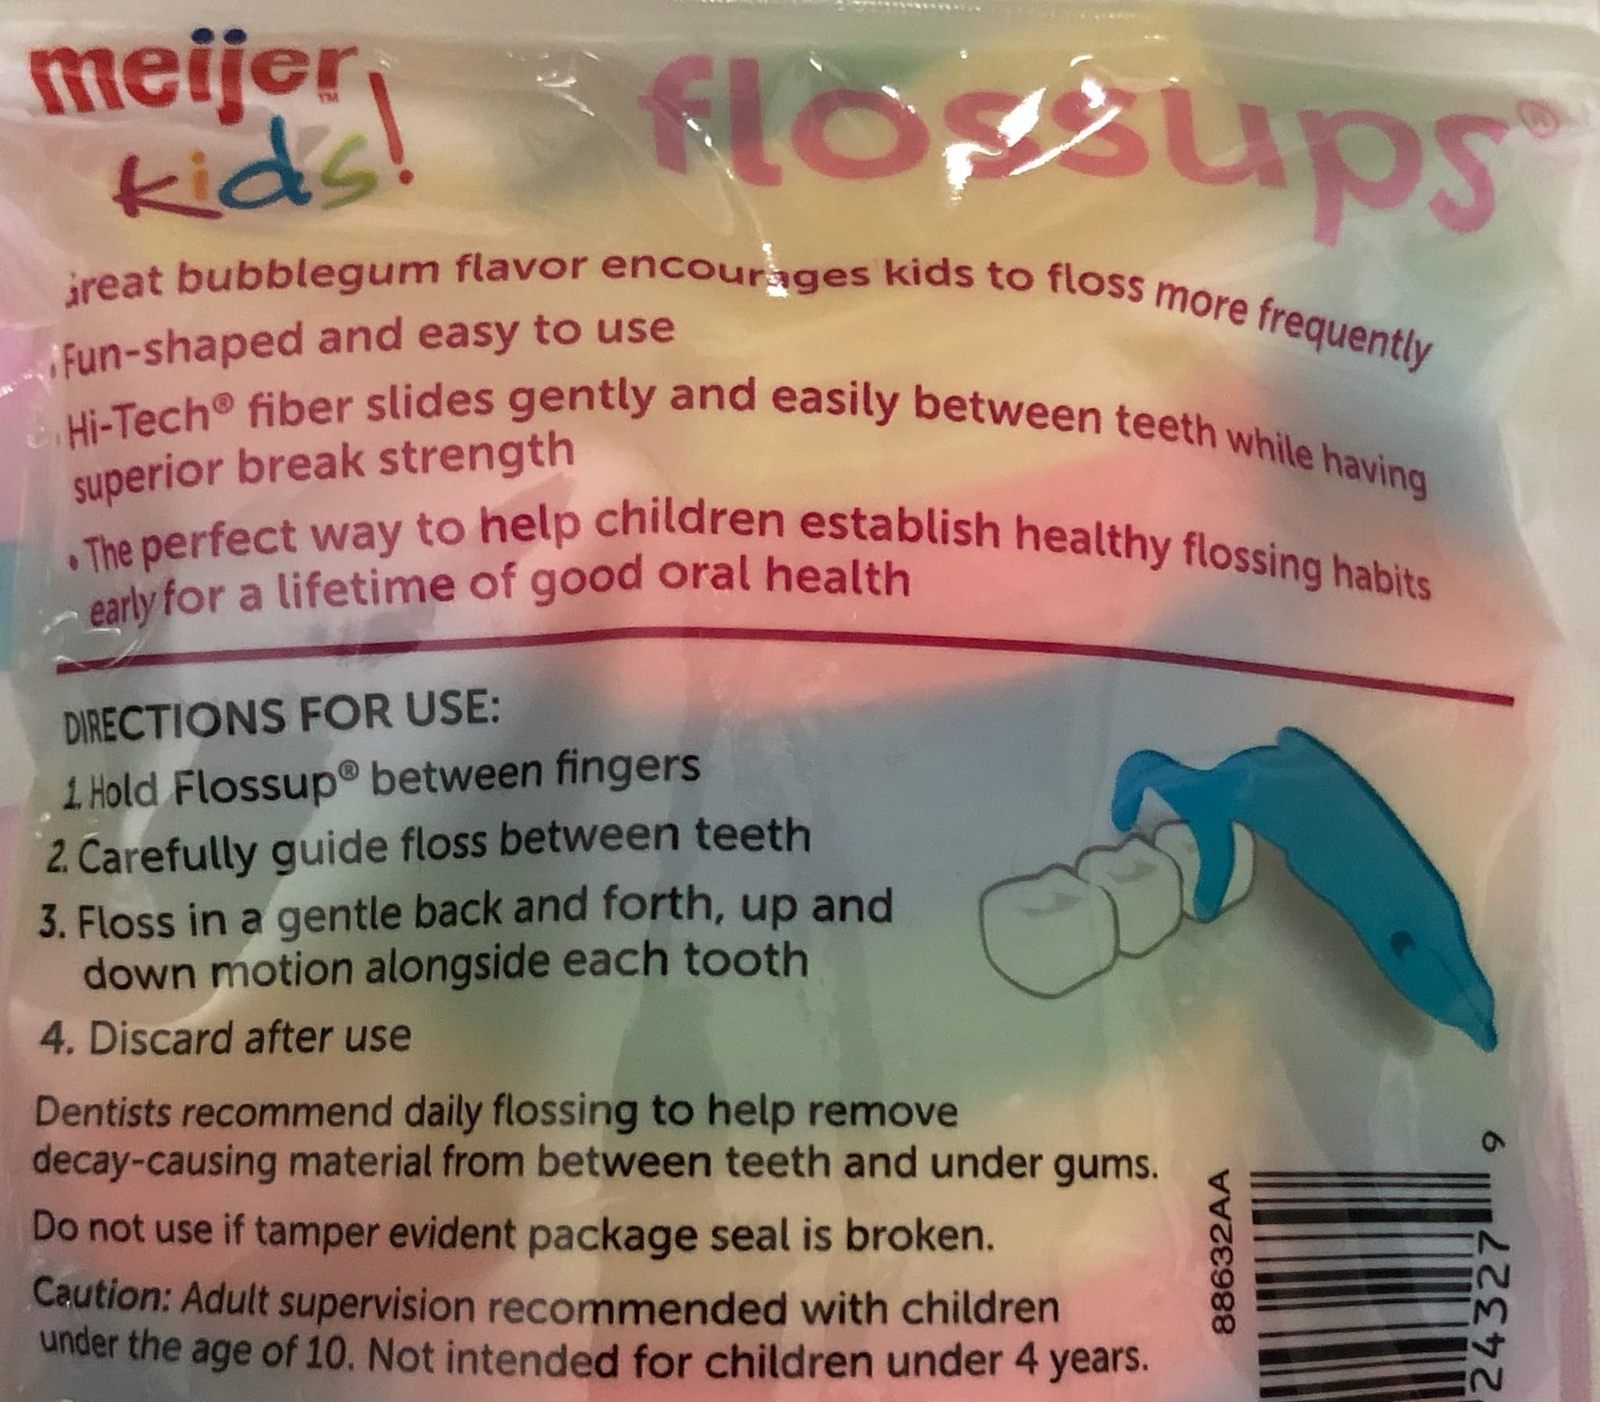 meijer™
kids!
flossups®
Great bubblegum flavor encourages kids to floss more frequently
Fun-shaped and easy to use
Hi-Tech® fiber slides gently and easily between teeth while having
superior break strength
• The perfect way to help children establish healthy flossing habits
early for a lifetime of good oral health
DIRECTIONS FOR USE:
1. Hold Flossup® between fingers
2. Carefully guide floss between teeth
3. Floss in a gentle back and forth, up and
down motion alongside each tooth
4. Discard after use
Dentists recommend daily flossing to help remove
decay-causing material from between teeth and under gums.
Do not use if tamper evident package seal is broken.
Caution: Adult supervision recommended with children
under the age of 10. Not intended for children under 4 years.
88632AA
24327 9